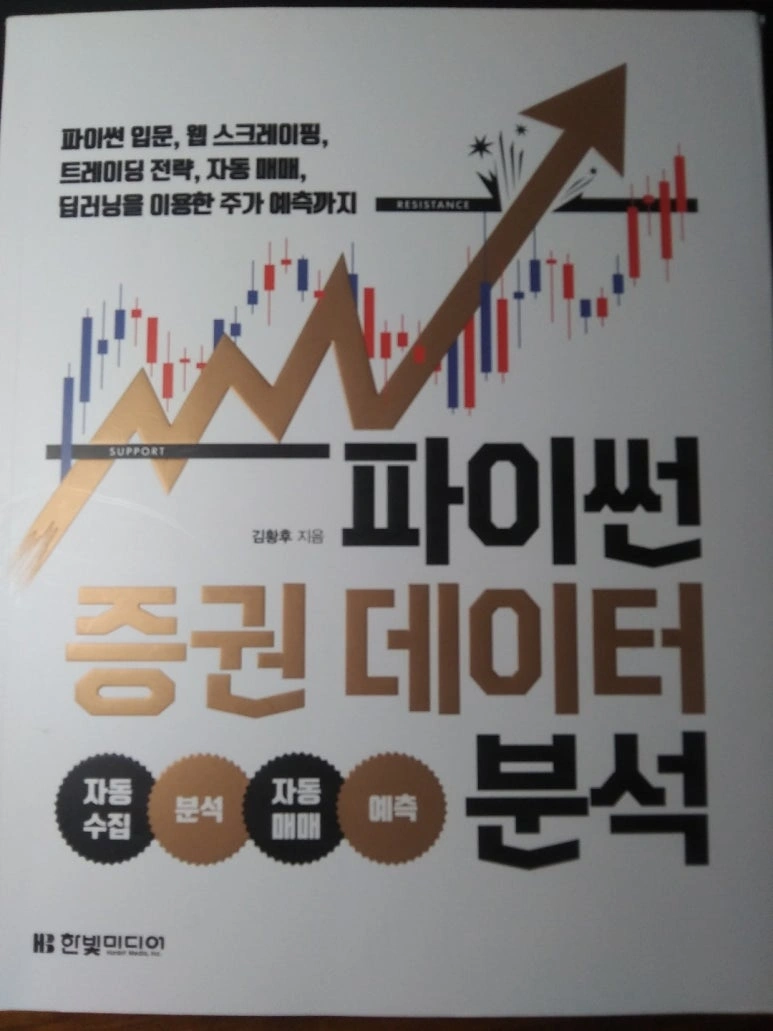 파이썬 입문, 웹 스크레이핑,
트레이딩 전략, 자동 매매,
딥러닝을 이용한 주가 예측까지
RESISTANCE
SUPPORT
파이썬
김황후 지음
증권 데이터
분석
자동
수집
분석
자동
매매
예측
HB 한빛미디어
Hanbit Media, Inc.